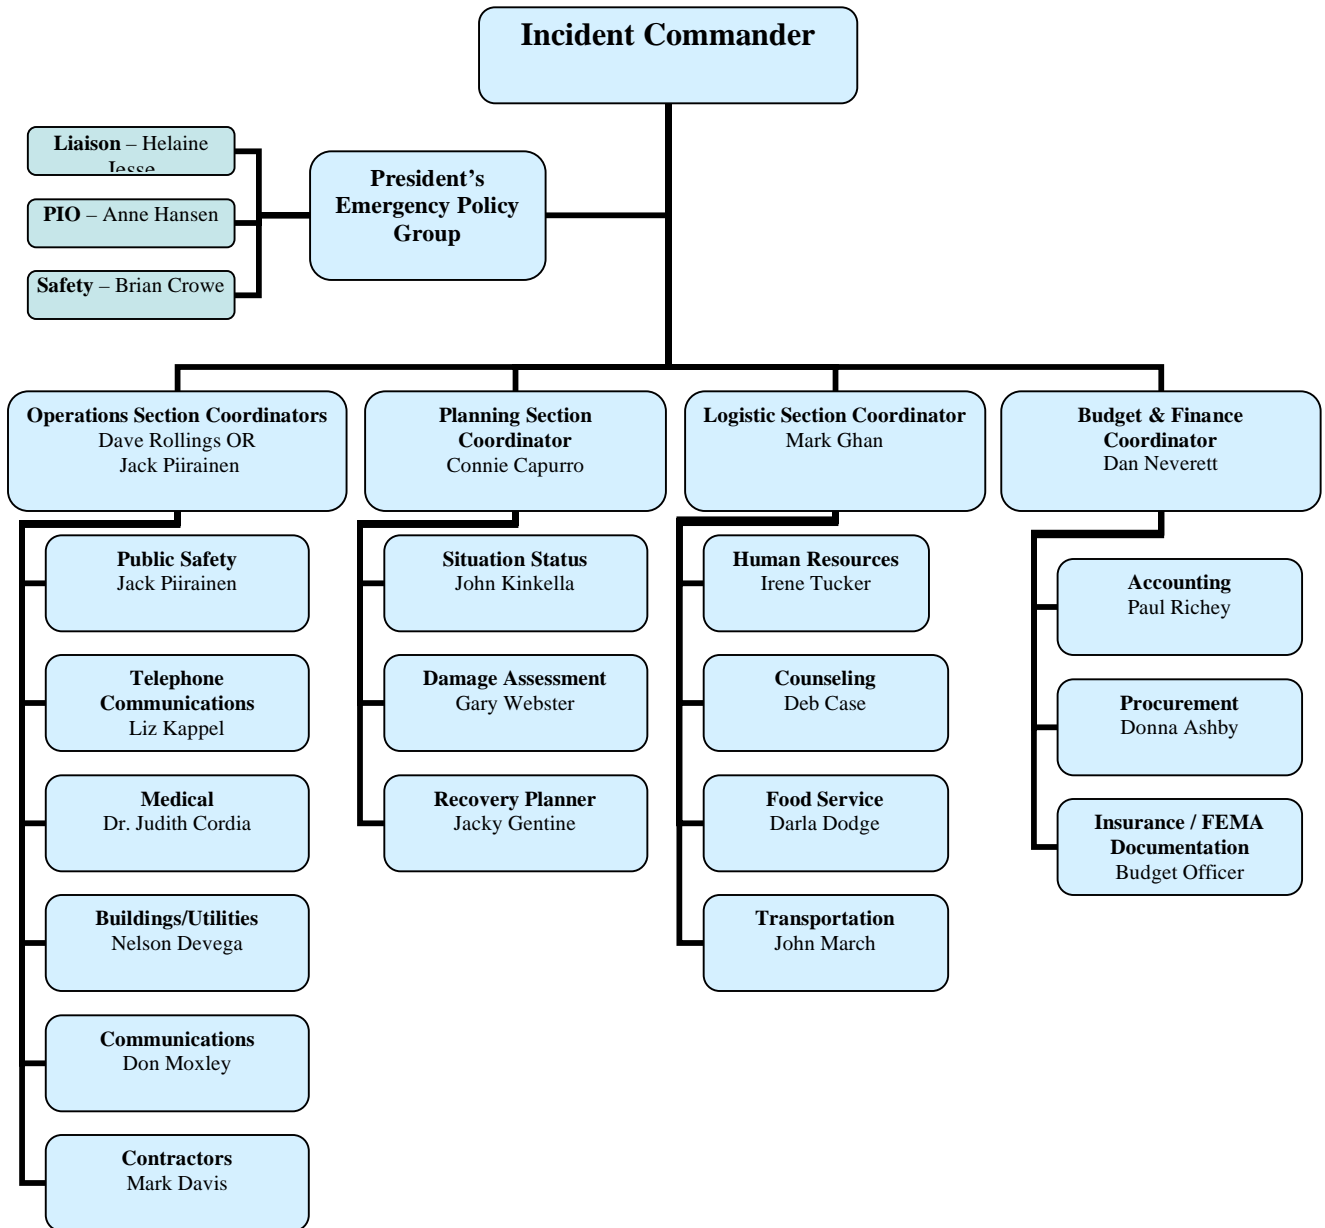 Incident Commander
Liaison – Helaine
Jesse
PIO – Anne Hansen
Safety – Brian Crowe
President’s
Emergency Policy
Group
Operations Section Coordinators
Dave Rollings OR
Jack Piirainen
Planning Section
Coordinator
Connie Capurro
Logistic Section Coordinator
Mark Ghan
Budget & Finance
Coordinator
Dan Neverett
Public Safety
Jack Piirainen
Telephone
Communications
Liz Kappel
Medical
Dr. Judith Cordia
Buildings/Utilities
Nelson Devega
Communications
Don Moxley
Contractors
Mark Davis
Situation Status
John Kinkella
Damage Assessment
Gary Webster
Recovery Planner
Jacky Gentine
Human Resources
Irene Tucker
Counseling
Deb Case
Food Service
Darla Dodge
Transportation
John March
Accounting
Paul Richey
Procurement
Donna Ashby
Insurance / FEMA
Documentation
Budget Officer